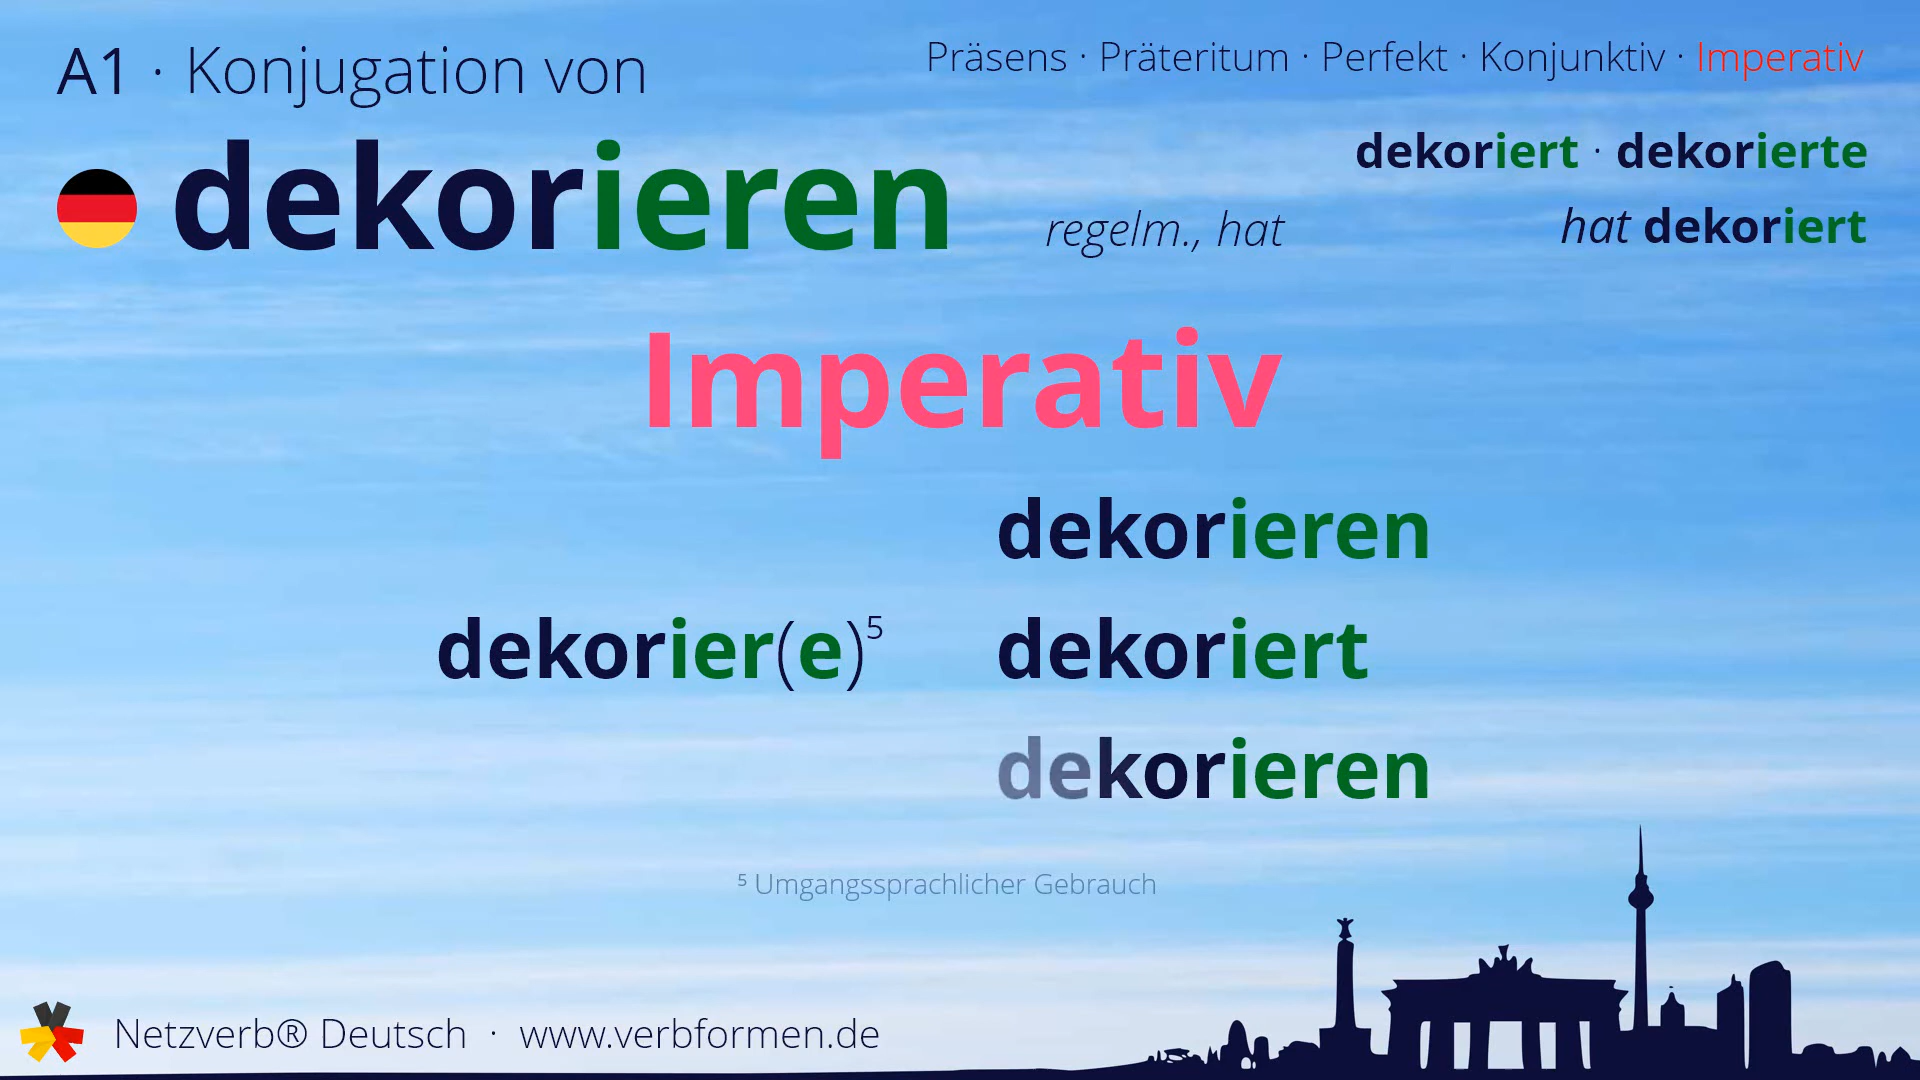 A1 · Konjugation von
Präsens · Präteritum · Perfekt · Konjunktiv · Imperativ
dekorieren
regelm., hat
dekoriert · dekorierte
hat dekoriert
Imperativ
dekorieren
dekorier(e)⁵ dekoriert
dekorieren
⁵ Umgangssprachlicher Gebrauch
Netzverb® Deutsch · www.verbformen.de